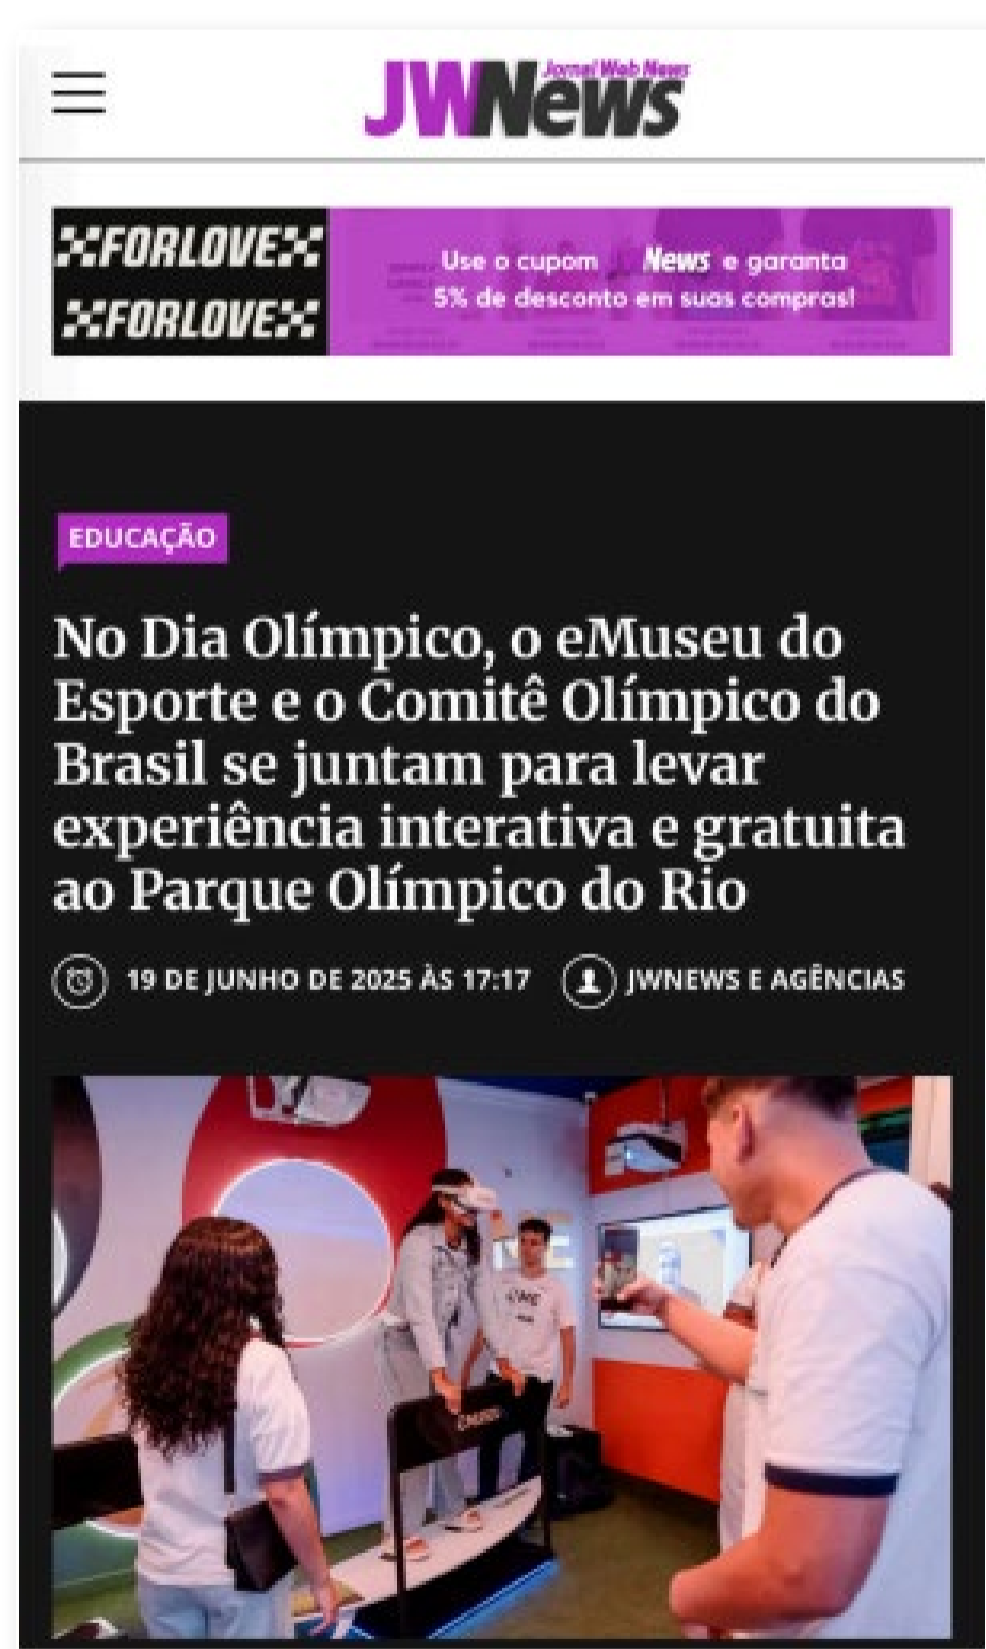 Jornal Web News
JWNews
FORLOVE
FORLOVE
Use o cupom News e garanta
5% de desconto em suas compras!
EDUCAÇÃO
No Dia Olímpico, o eMuseu do
Esporte e o Comitê Olímpico do
Brasil se juntam para levar
experiência interativa e gratuita
ao Parque Olímpico do Rio
19 DE JUNHO DE 2025 ÀS 17:17
JWNEWS E AGÊNCIAS